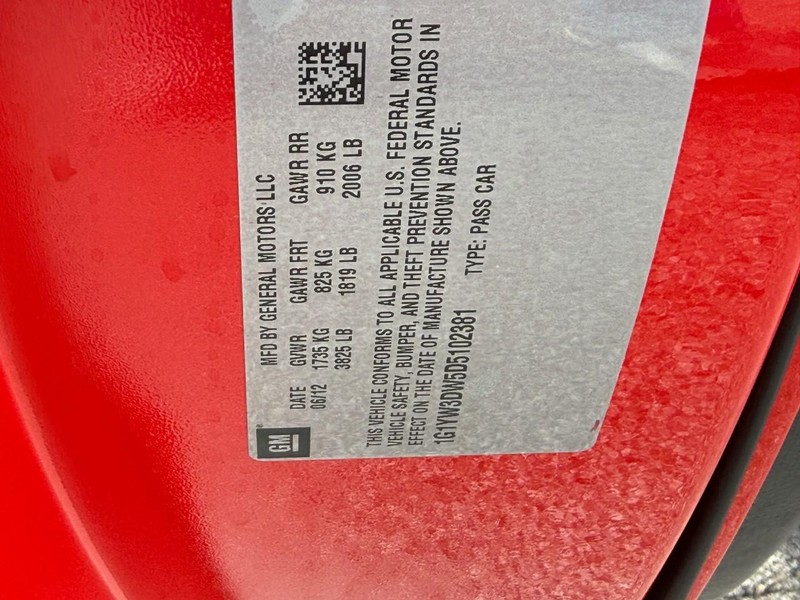 GM
MFD BY GENERAL MOTORS LLC
DATE GVWR GAWR FRT GAWR RR
06/12 1735 KG 825 KG 910 KG
3825 LB 1819 LB 2006 LB
THIS VEHICLE CONFORMS TO ALL APPLICABLE U.S. FEDERAL MOTOR
VEHICLE SAFETY, BUMPER, AND THEFT PREVENTION STANDARDS IN
EFFECT ON THE DATE OF MANUFACTURE SHOWN ABOVE.
1G1YW3DW5D5102381 TYPE: PASS CAR